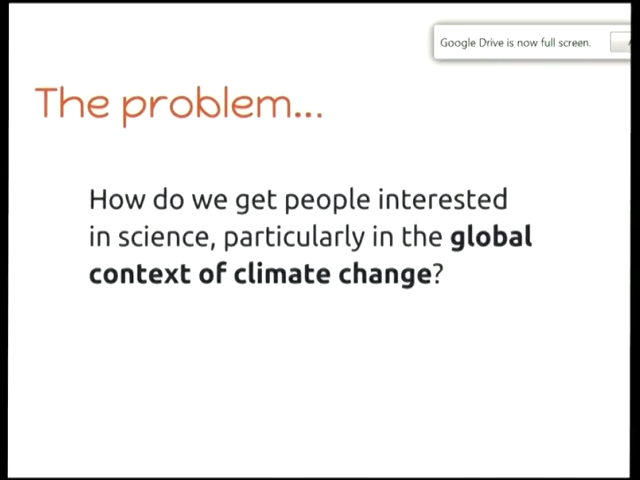 Google Drive is now full screen.
The problem...
How do we get people interested
in science, particularly in the global
context of climate change?